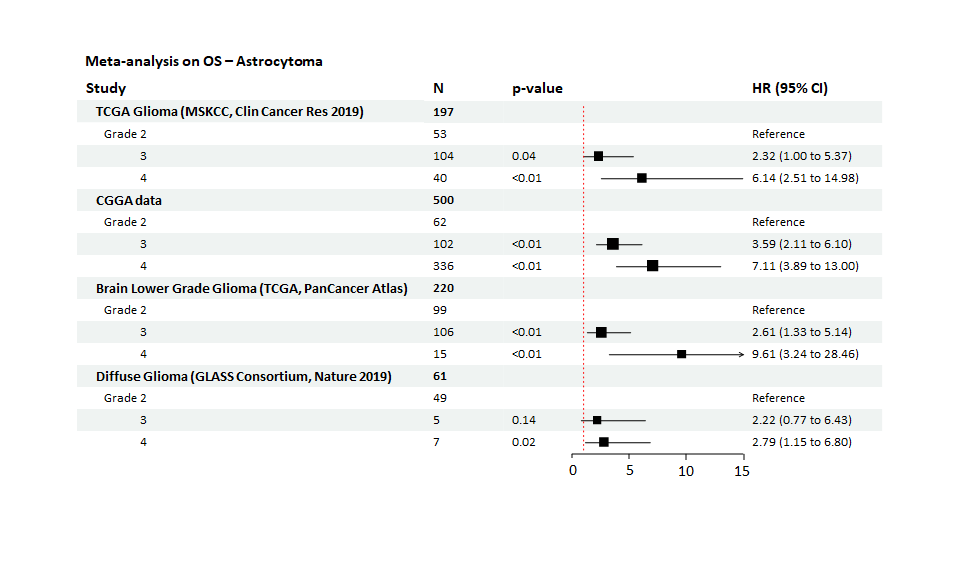 Meta-analysis on OS – Astrocytoma
Study N p-value HR (95% CI)
TCGA Glioma (MSKCC, Clin Cancer Res 2019) 197
Grade 2 53 Reference
3 104 0.04 2.32 (1.00 to 5.37)
4 40 <0.01 6.14 (2.51 to 14.98)
CGGA data 500
Grade 2 62 Reference
3 102 <0.01 3.59 (2.11 to 6.10)
4 336 <0.01 7.11 (3.89 to 13.00)
Brain Lower Grade Glioma (TCGA, PanCancer Atlas) 220
Grade 2 99 Reference
3 106 <0.01 2.61 (1.33 to 5.14)
4 15 <0.01 9.61 (3.24 to 28.46)
Diffuse Glioma (GLASS Consortium, Nature 2019) 61
Grade 2 49 Reference
3 5 0.14 2.22 (0.77 to 6.43)
4 7 0.02 2.79 (1.15 to 6.80)
0 5 10 15